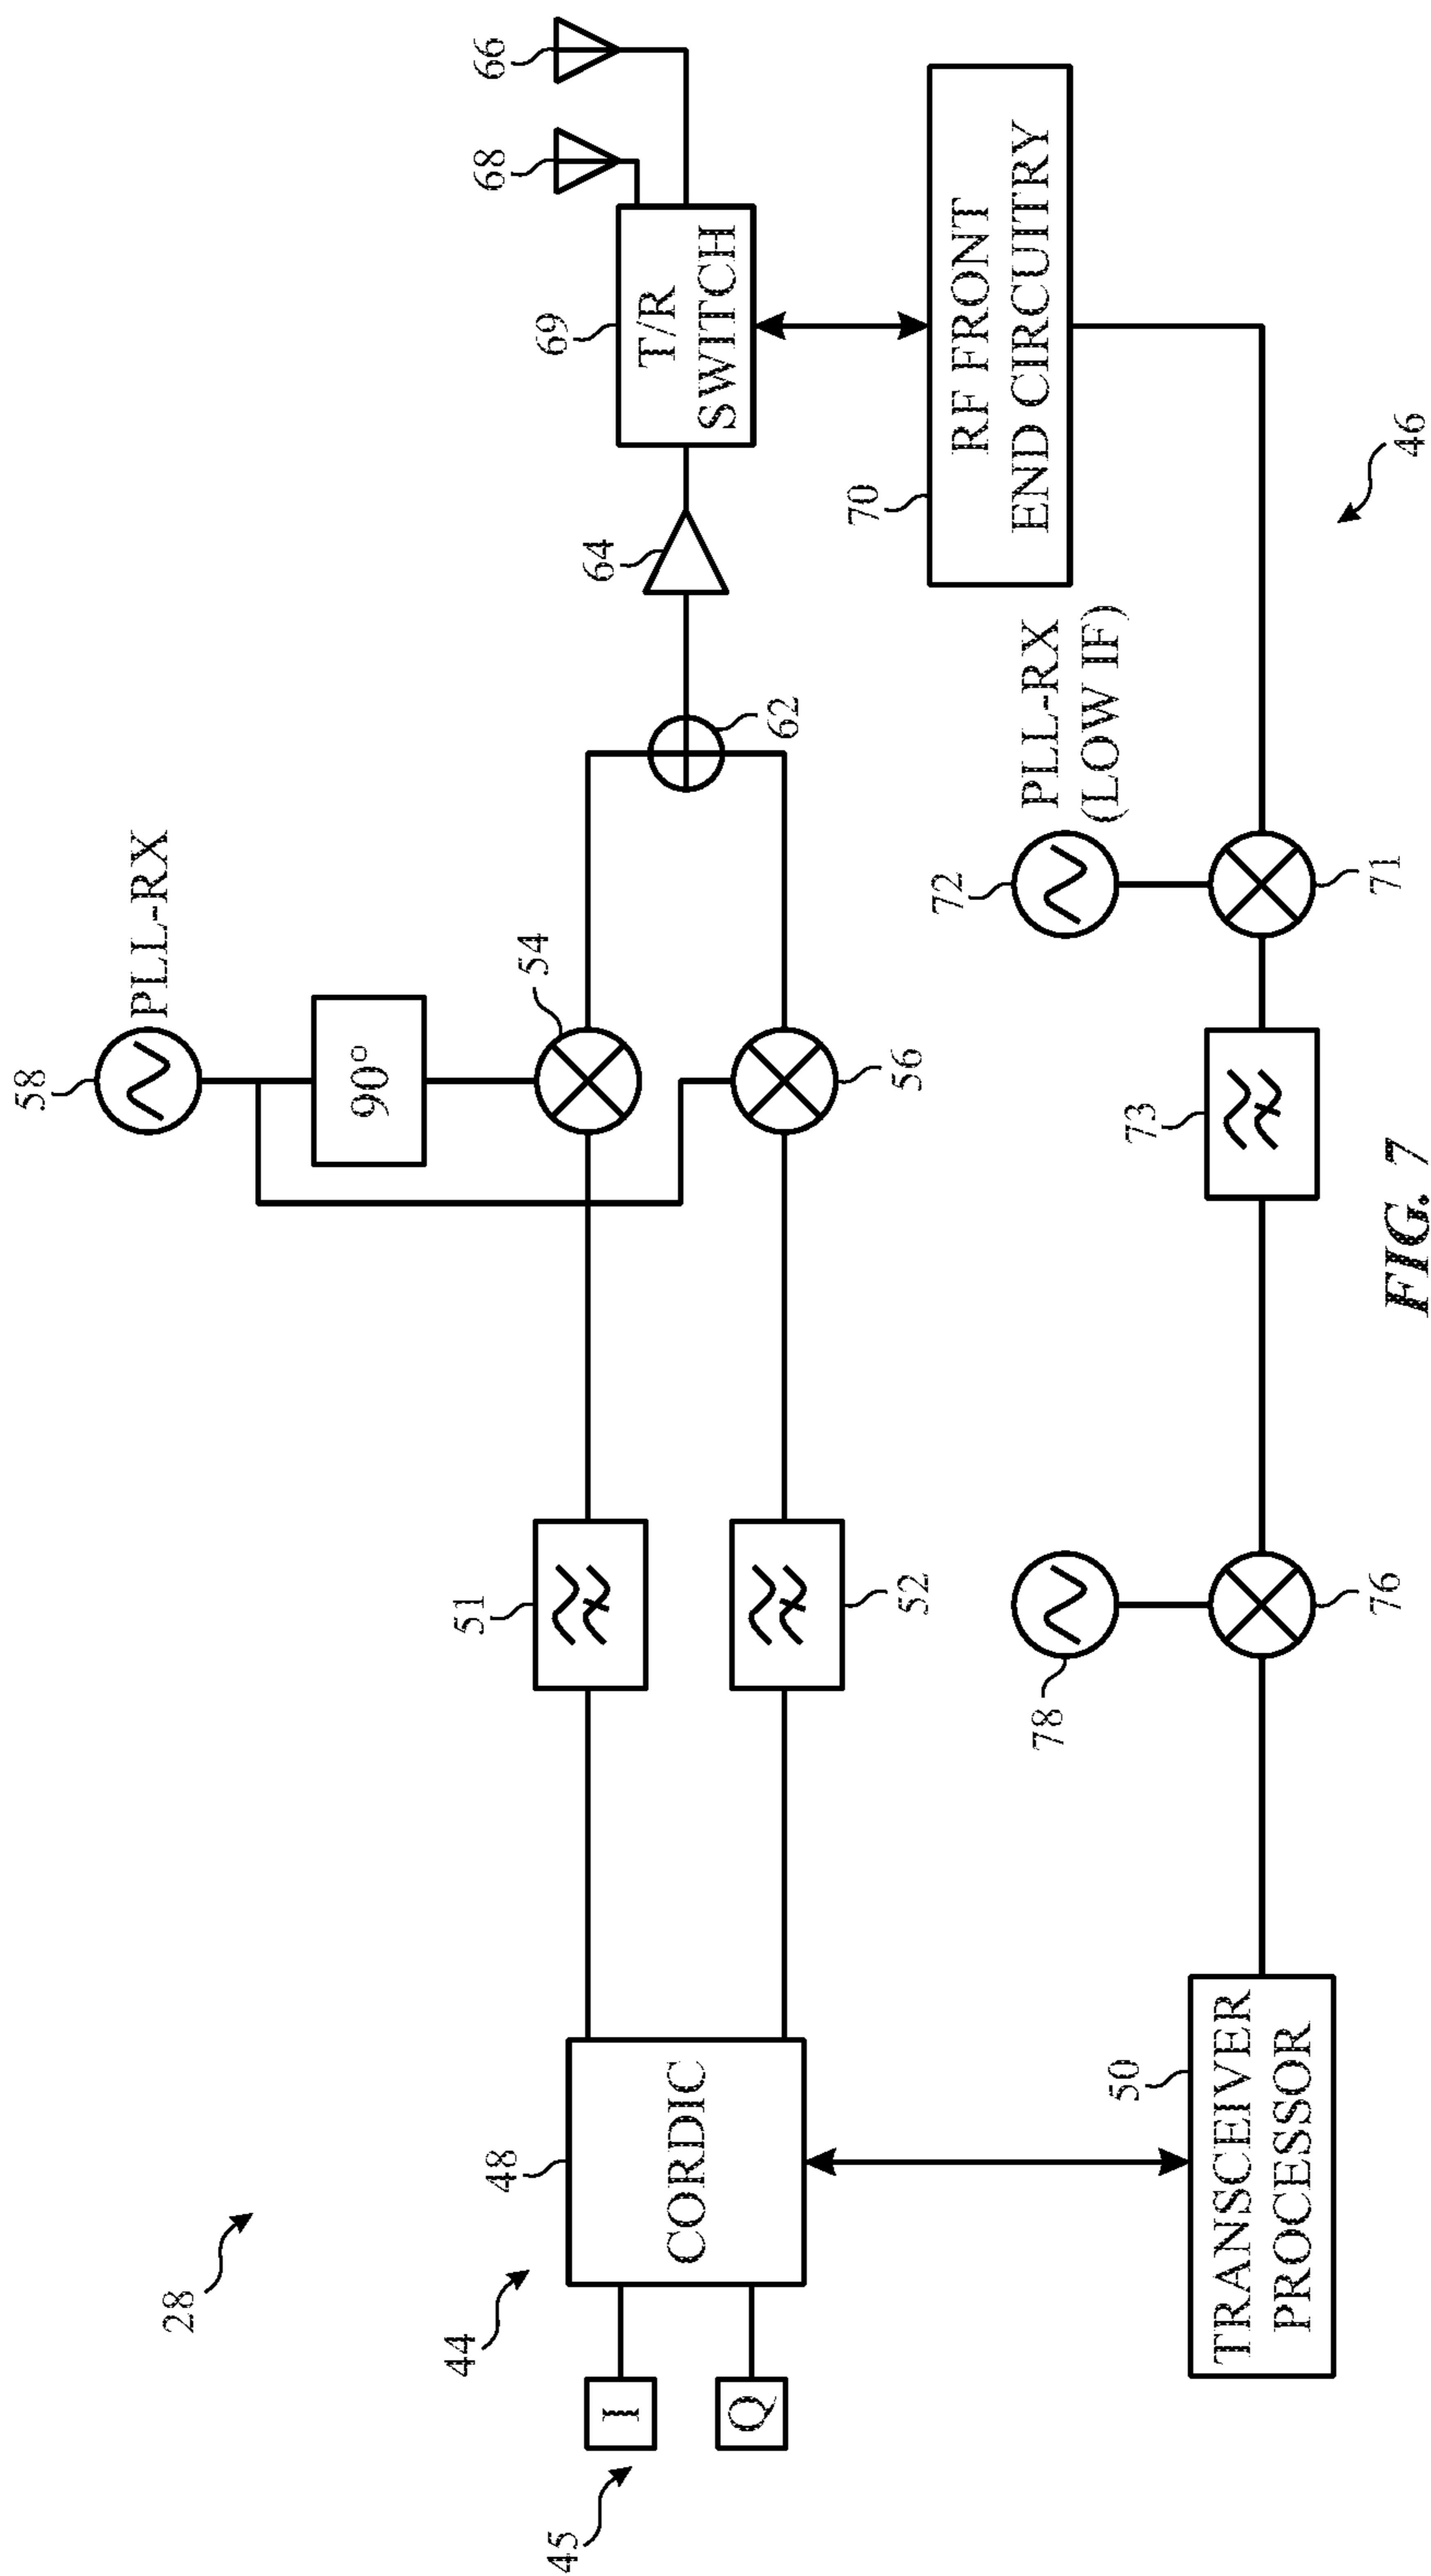 28
58
PLL-RX
90°
45
I
Q
44
48
CORDIC
51
52
54
56
62
64
69
T/R
SWITCH
68
66
70
RF FRONT
END CIRCUITRY
50
TRANSCEIVER
PROCESSOR
78
76
73
72
PLL-RX
(LOW IF)
71
46
FIG. 7